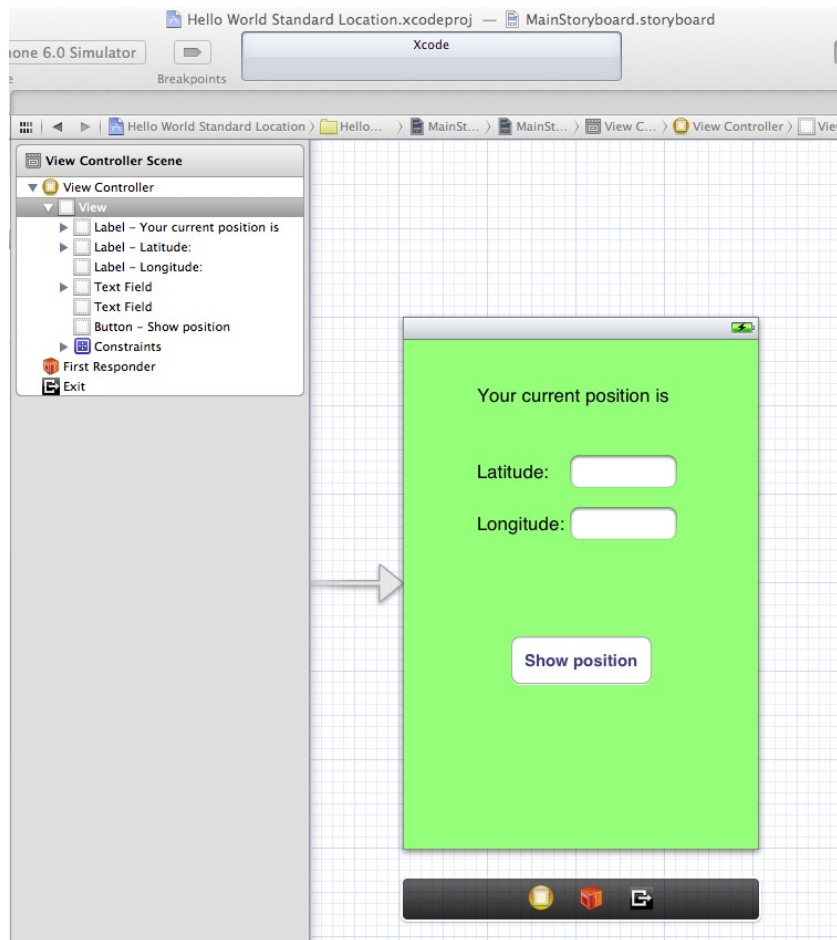 Hello World Standard Location.xcodeproj — MainStoryboard.storyboard
one 6.0 Simulator
Xcode
Breakpoints
Hello World Standard Location Hello... MainSt... MainSt... View C... View Controller Vie
View Controller Scene
View Controller
View
Label – Your current position is
Label – Latitude:
Label – Longitude:
Text Field
Text Field
Button – Show position
Constraints
First Responder
Exit
Your current position is
Latitude:
Longitude:
Show position